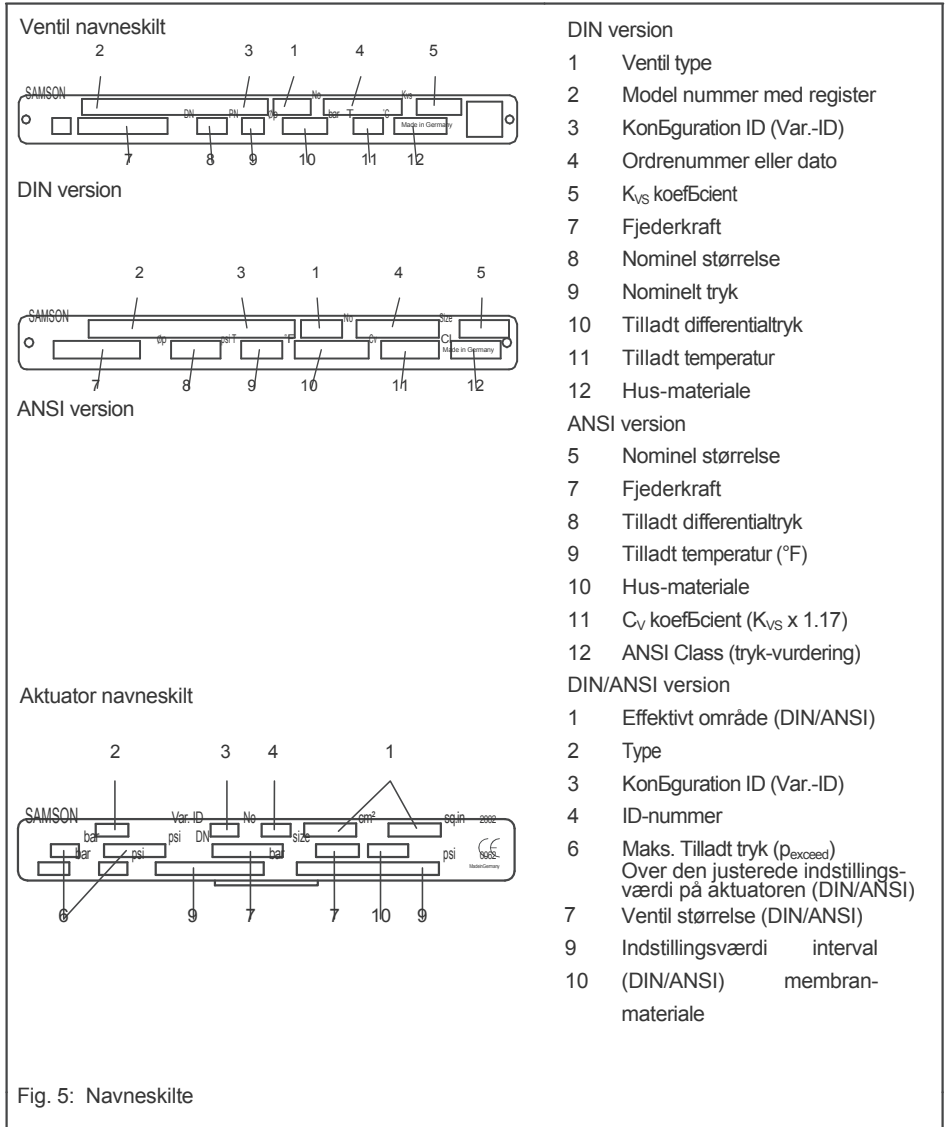 Ventil navneskilt
2 3 1 4 5
SAMSON No Kvs
DN PN Øp bar T °C Made in Germany
7 8 9 10 11 12
DIN version
2 3 1 4 5
SAMSON No Size
Øp psi T °F Cv CL Made in Germany
7 8 9 10 11 12
ANSI version
Aktuator navneskilt
2 3 4 1
SAMSON Var. ID No cm² sq.in 2002
bar psi DN size
bar psi bar psi 0062
CE
Made in Germany
6 9 7 7 10 9
DIN version
1 Ventil type
2 Model nummer med register
3 KonБguration ID (Var.-ID)
4 Ordrenummer eller dato
5 KVS koefБcient
7 Fjederkraft
8 Nominel størrelse
9 Nominelt tryk
10 Tilladt differentialtryk
11 Tilladt temperatur
12 Hus-materiale
ANSI version
5 Nominel størrelse
7 Fjederkraft
8 Tilladt differentialtryk
9 Tilladt temperatur (°F)
10 Hus-materiale
11 CV koefБcient (KVS x 1.17)
12 ANSI Class (tryk-vurdering)
DIN/ANSI version
1 Effektivt område (DIN/ANSI)
2 Type
3 KonБguration ID (Var.-ID)
4 ID-nummer
6 Maks. Tilladt tryk (pexceed)
Over den justerede indstillings-
værdi på aktuatoren (DIN/ANSI)
7 Ventil størrelse (DIN/ANSI)
9 Indstillingsværdi interval
10 (DIN/ANSI) membran-
materiale
Fig. 5: Navneskilte